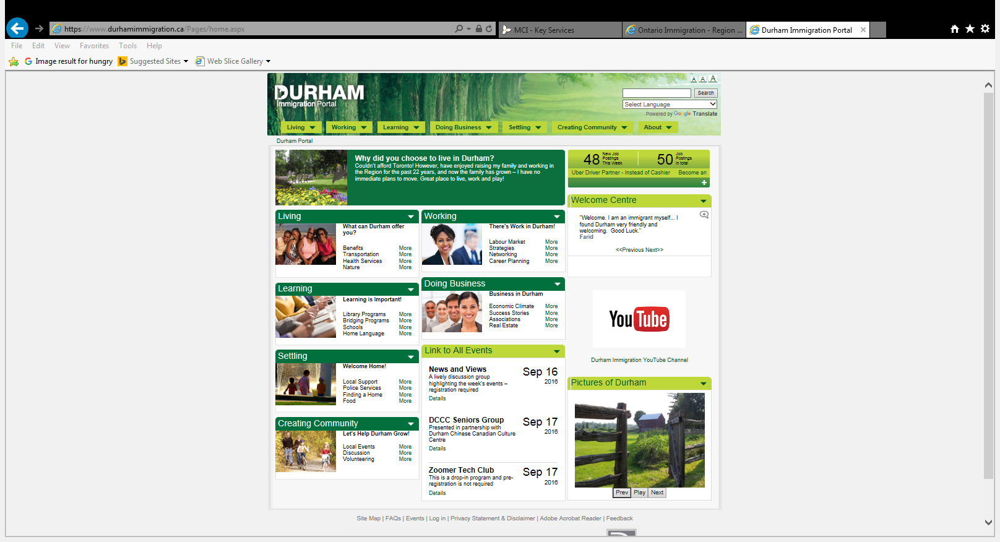 https://www.durhamimmigration.ca/Pages/home.aspx
MCI - Key Services
Ontario Immigration - Region ...
Durham Immigration Portal
File Edit View Favorites Tools Help
Image result for hungry Suggested Sites Web Slice Gallery
A A A
DURHAM
Immigration Portal
Search
Select Language
Powered by Google Translate
Living Working Learning Doing Business Settling Creating Community About
Durham Portal
Why did you choose to live in Durham?
Couldn't afford Toronto! However, have enjoyed raising my family and working in
the Region for the past 22 years, and now the family has grown – I have no
immediate plans to move. Great place to live, work and play!
48 New Job
Postings
This Week
50 Job
Postings
In total
Uber Driver Partner - Instead of Cashier Become an
Welcome Centre
"Welcome. I am an immigrant myself... I
found Durham very friendly and
welcoming. Good Luck."
Farid
<<Previous Next>>
Living
What can Durham offer
you?
Benefits More
Transportation More
Health Services More
Nature More
Working
There's Work in Durham!
Labour Market More
Strategies More
Networking More
Career Planning More
Learning
Learning is Important!
Library Programs More
Bridging Programs More
Schools More
Home Language More
Doing Business
Business in Durham
Economic Climate More
Success Stories More
Associations More
Real Estate More
YouTube
Durham Immigration YouTube Channel
Settling
Welcome Home!
Local Support More
Police Services More
Finding a Home More
Food More
Link to All Events
News and Views Sep 16
2016
A lively discussion group
highlighting the week's events –
registration required
Details
DCCC Seniors Group Sep 17
2016
Presented in partnership with
Durham Chinese Canadian Culture
Centre
Details
Zoomer Tech Club Sep 17
2016
This is a drop-in program and pre-
registration is not required
Details
Creating Community
Let's Help Durham Grow!
Local Events More
Discussion More
Volunteering More
Pictures of Durham
Prev Play Next
Site Map | FAQs | Events | Log in | Privacy Statement & Disclaimer | Adobe Acrobat Reader | Feedback